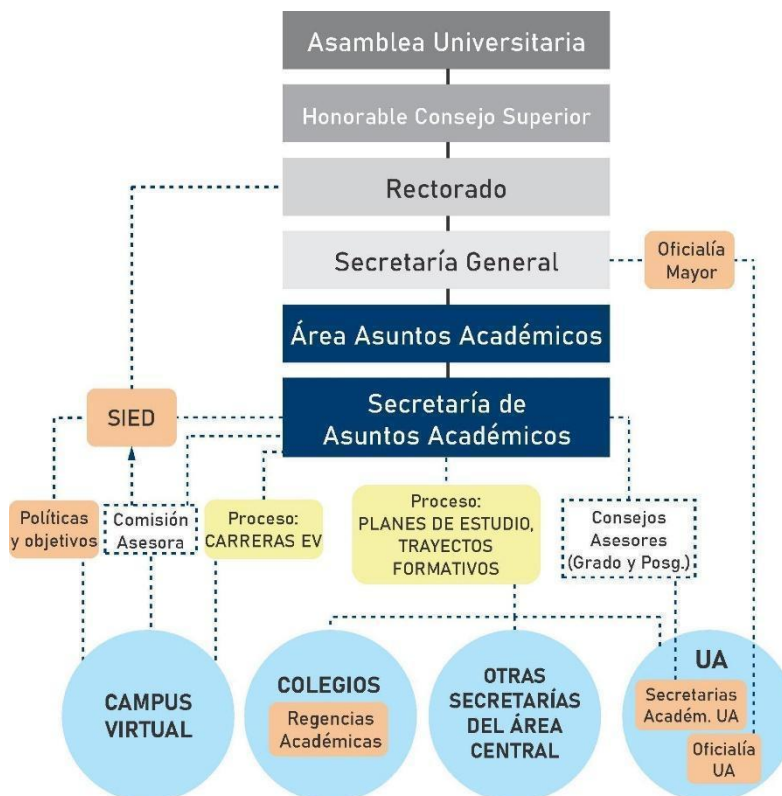 Asamblea Universitaria
Honorable Consejo Superior
Rectorado
Secretaría General
Oficialía
Mayor
Área Asuntos Académicos
Secretaría de
Asuntos Académicos
SIED
Políticas
y objetivos
Comisión
Asesora
Proceso:
CARRERAS EV
Proceso:
PLANES DE ESTUDIO,
TRAYECTOS
FORMATIVOS
Consejos
Asesores
(Grado y Posg.)
CAMPUS
VIRTUAL
COLEGIOS
Regencias
Académicas
OTRAS
SECRETARÍAS
DEL ÁREA
CENTRAL
UA
Secretarias
Académ. UA
Oficialía
UA